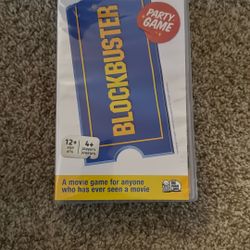 PARTY
GAME
BLOCKBUSTER
12+
4+
A movie game for anyone
who has ever seen a movie